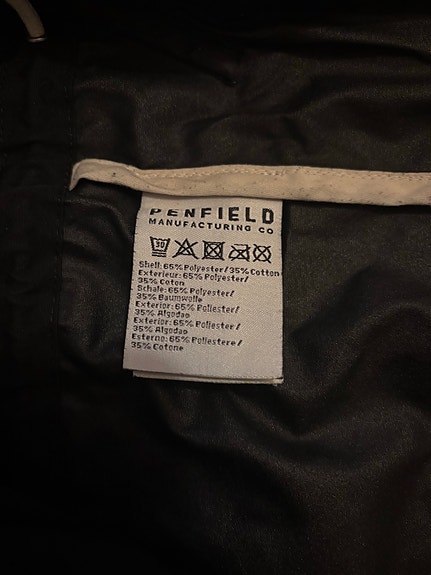 PENFIELD
MANUFACTURING CO
30
Shell: 65% Polyester/35% Cotton
Exterieur: 65% Polyester/
35% Coton
Schale: 65% Polyester/
35% Baumwolle
Exterior: 65% Poliester/
35% Algodao
Exterior: 65% Poliester /
35% Algodao
Esterno: 65% Poliestere /
35% Cotone